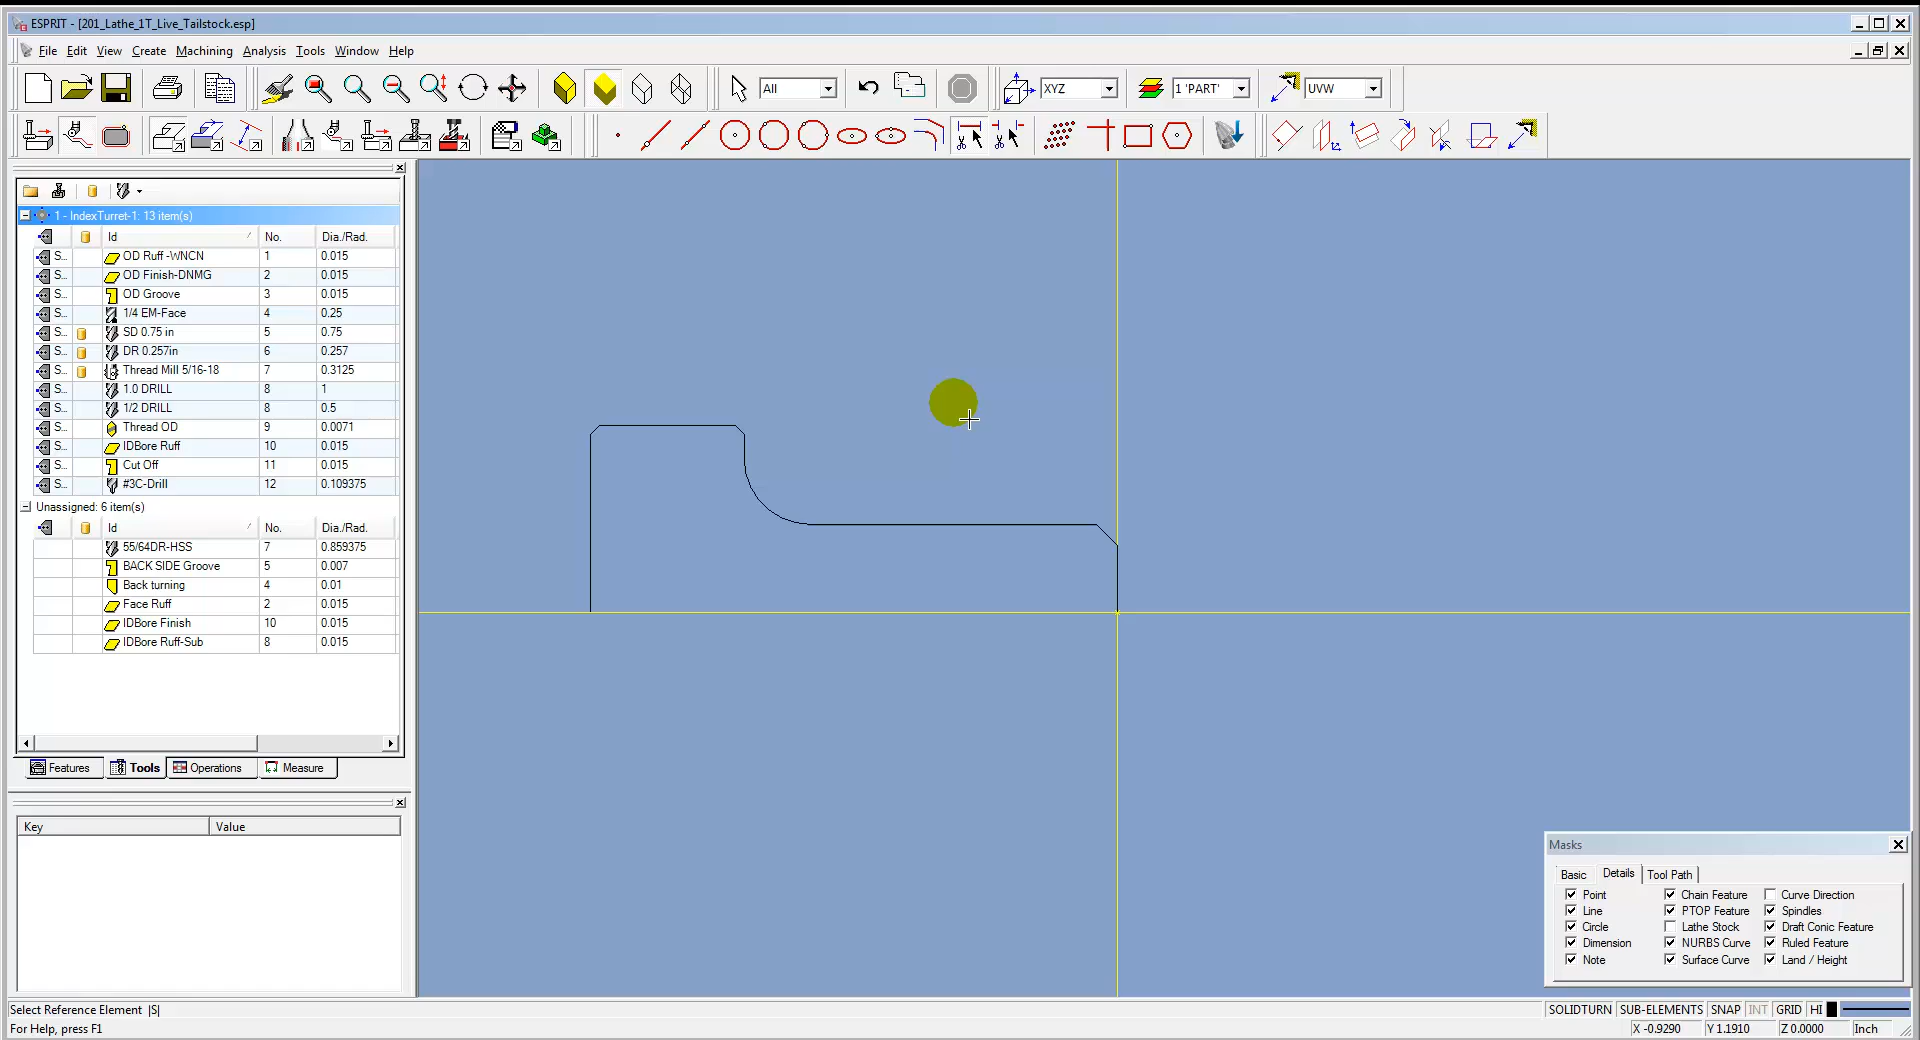 ESPRIT - [201_Lathe_1T_Live_Tailstock.esp]
File Edit View Create Machining Analysis Tools Window Help
All XYZ 1 'PART' UVW
1 - IndexTurret-1: 13 item(s)
Id No. Dia./Rad.
S... OD Ruff -WNCN 1 0.015
S... OD Finish-DNMG 2 0.015
S... OD Groove 3 0.015
S... 1/4 EM-Face 4 0.25
S... SD 0.75 in 5 0.75
S... DR 0.257in 6 0.257
S... Thread Mill 5/16-18 7 0.3125
S... 1.0 DRILL 8 1
S... 1/2 DRILL 8 0.5
S... Thread OD 9 0.0071
S... IDBore Ruff 10 0.015
S... Cut Off 11 0.015
S... #3C-Drill 12 0.109375
Unassigned: 6 item(s)
Id No. Dia./Rad.
55/64DR-HSS 7 0.859375
BACK SIDE Groove 5 0.007
Back turning 4 0.01
Face Ruff 2 0.015
IDBore Finish 10 0.015
IDBore Ruff-Sub 8 0.015
Features Tools Operations Measure
Key Value
Masks
Basic Details Tool Path
Point Chain Feature Curve Direction
Line PTOP Feature Spindles
Circle Lathe Stock Draft Conic Feature
Dimension NURBS Curve Ruled Feature
Note Surface Curve Land / Height
Select Reference Element |S|
SOLIDTURN SUB-ELEMENTS SNAP INT GRID HI
For Help, press F1
X -0.9290 Y 1.1910 Z 0.0000 Inch